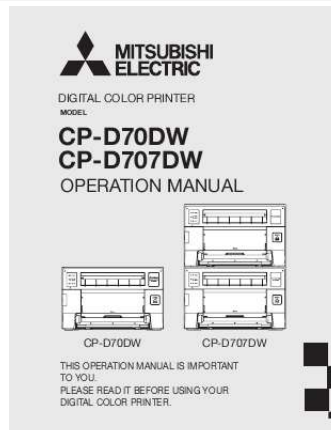 MITSUBISHI
ELECTRIC
DIGITAL COLOR PRINTER
MODEL
CP-D70DW
CP-D707DW
OPERATION MANUAL
CP-D70DW
CP-D707DW
THIS OPERATION MANUAL IS IMPORTANT
TO YOU.
PLEASE READ IT BEFORE USING YOUR
DIGITAL COLOR PRINTER.